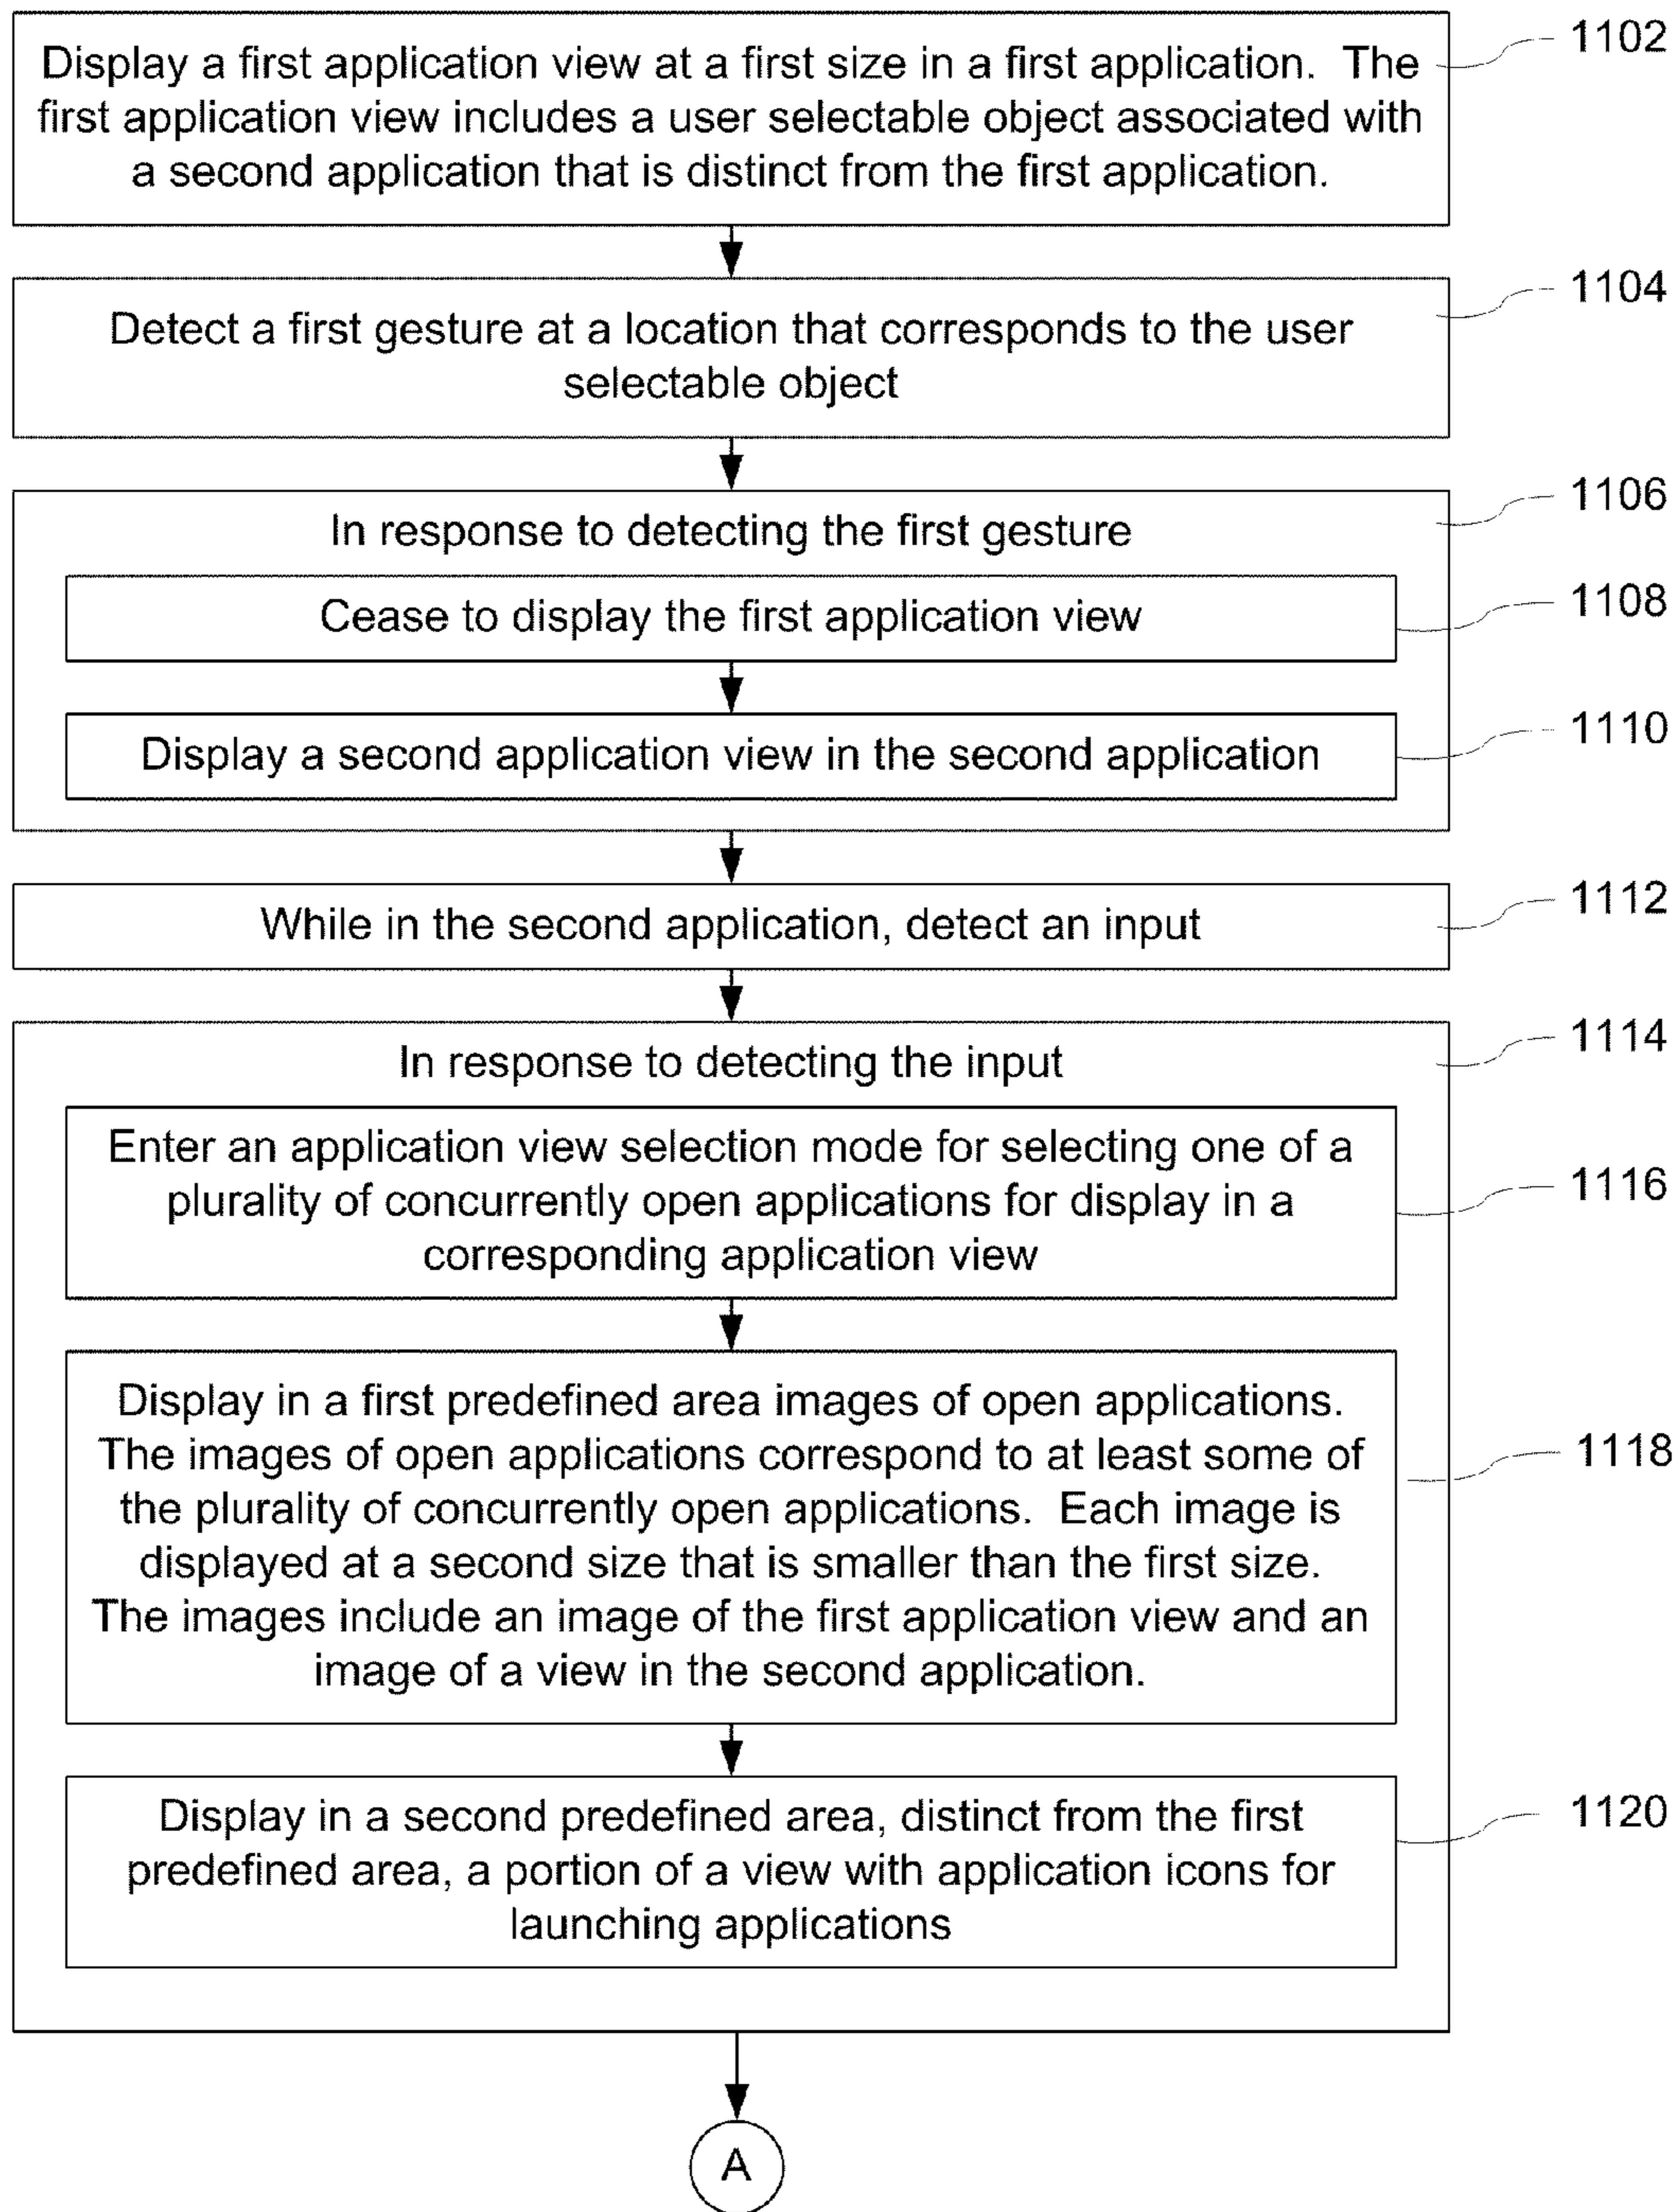 1102
Display a first application view at a first size in a first application.  The
first application view includes a user selectable object associated with
a second application that is distinct from the first application.
1104
Detect a first gesture at a location that corresponds to the user
selectable object
1106
In response to detecting the first gesture
1108
Cease to display the first application view
1110
Display a second application view in the second application
1112
While in the second application, detect an input
1114
In response to detecting the input
1116
Enter an application view selection mode for selecting one of a
plurality of concurrently open applications for display in a
corresponding application view
1118
Display in a first predefined area images of open applications.
The images of open applications correspond to at least some of
the plurality of concurrently open applications.  Each image is
displayed at a second size that is smaller than the first size.
The images include an image of the first application view and an
image of a view in the second application.
1120
Display in a second predefined area, distinct from the first
predefined area, a portion of a view with application icons for
launching applications
A